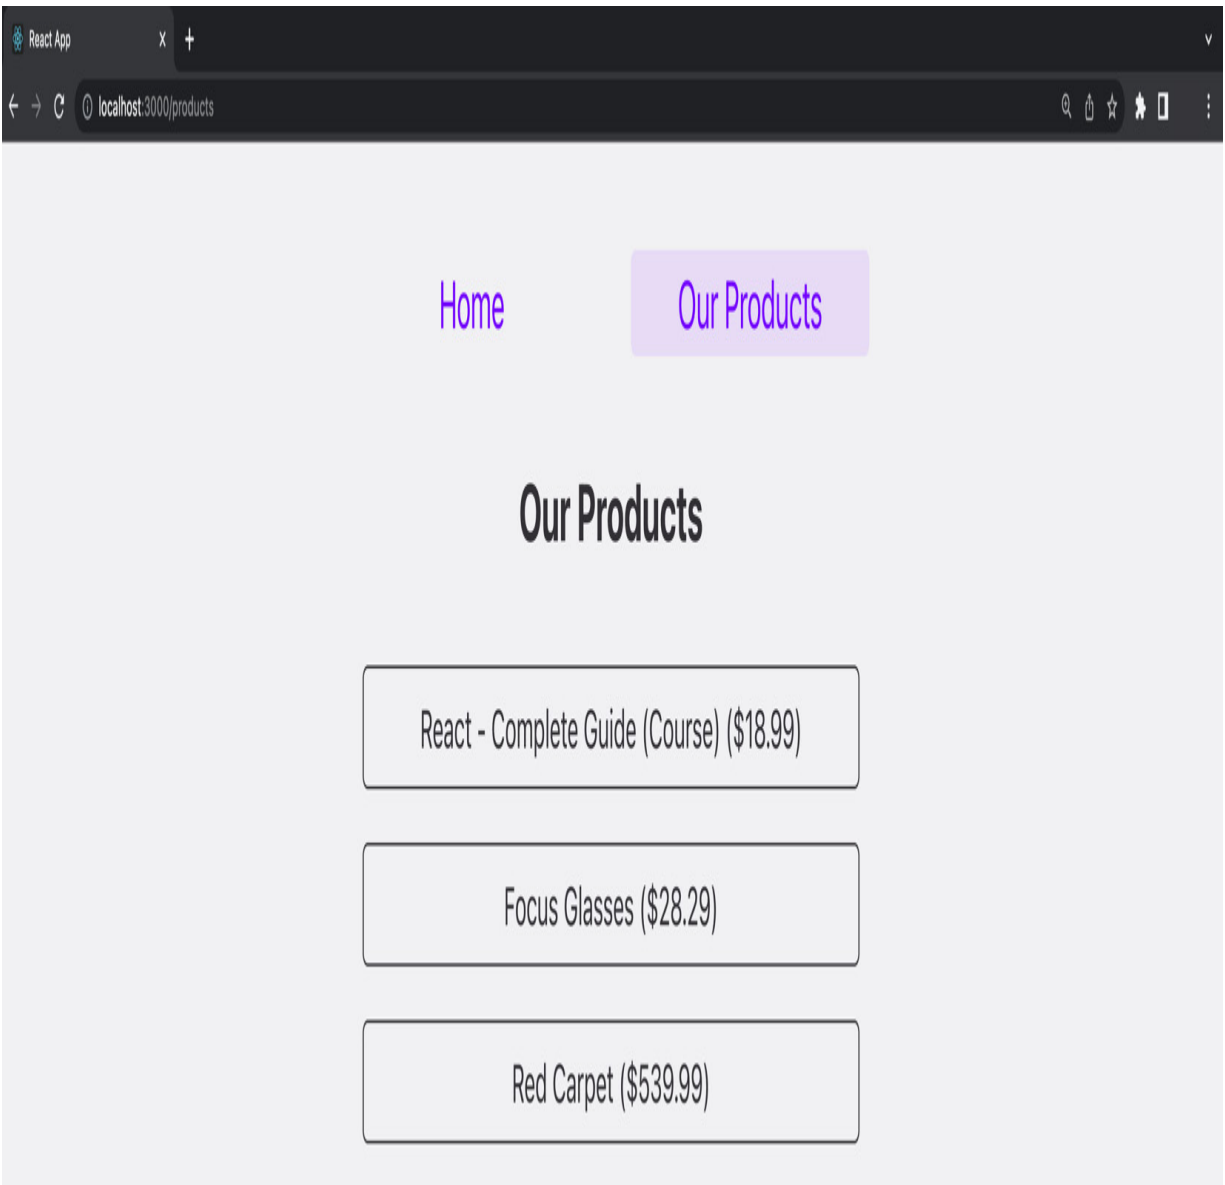 React App
localhost:3000/products
Home
Our Products
Our Products
React - Complete Guide (Course) ($18.99)
Focus Glasses ($28.29)
Red Carpet ($539.99)